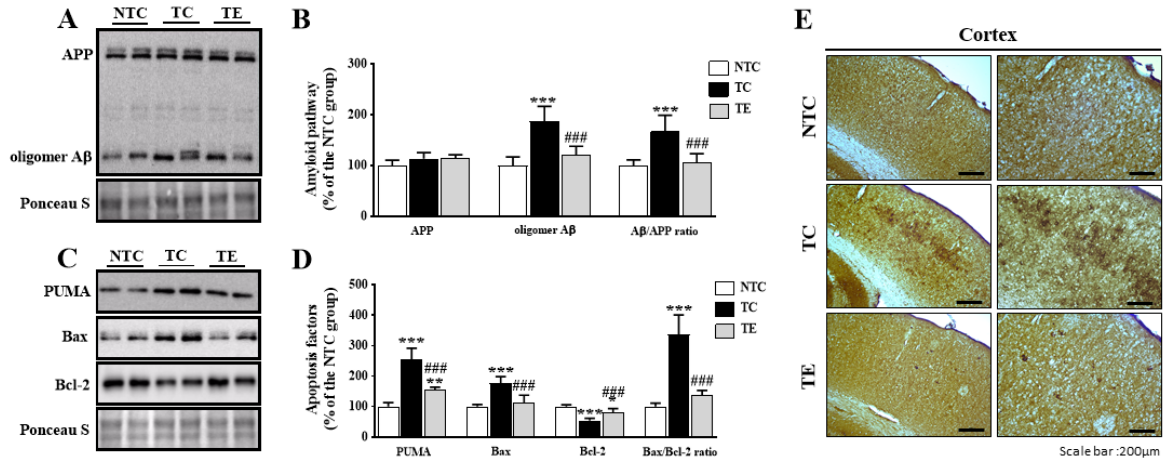 A
NTC TC TE
APP
oligomer Aβ
Ponceau S
B
Amyloid pathway
(% of the NTC group)
300
200
100
0
***
###
***
###
APP oligomer Aβ Aβ/APP ratio
NTC
TC
TE
C
NTC TC TE
PUMA
Bax
Bcl-2
Ponceau S
D
Apoptosis factors
(% of the NTC group)
500
400
300
200
100
0
***
###
**
***
###
***
###
*
***
###
PUMA Bax Bcl-2 Bax/Bcl-2 ratio
NTC
TC
TE
E
Cortex
NTC
TC
TE
Scale bar :200μm